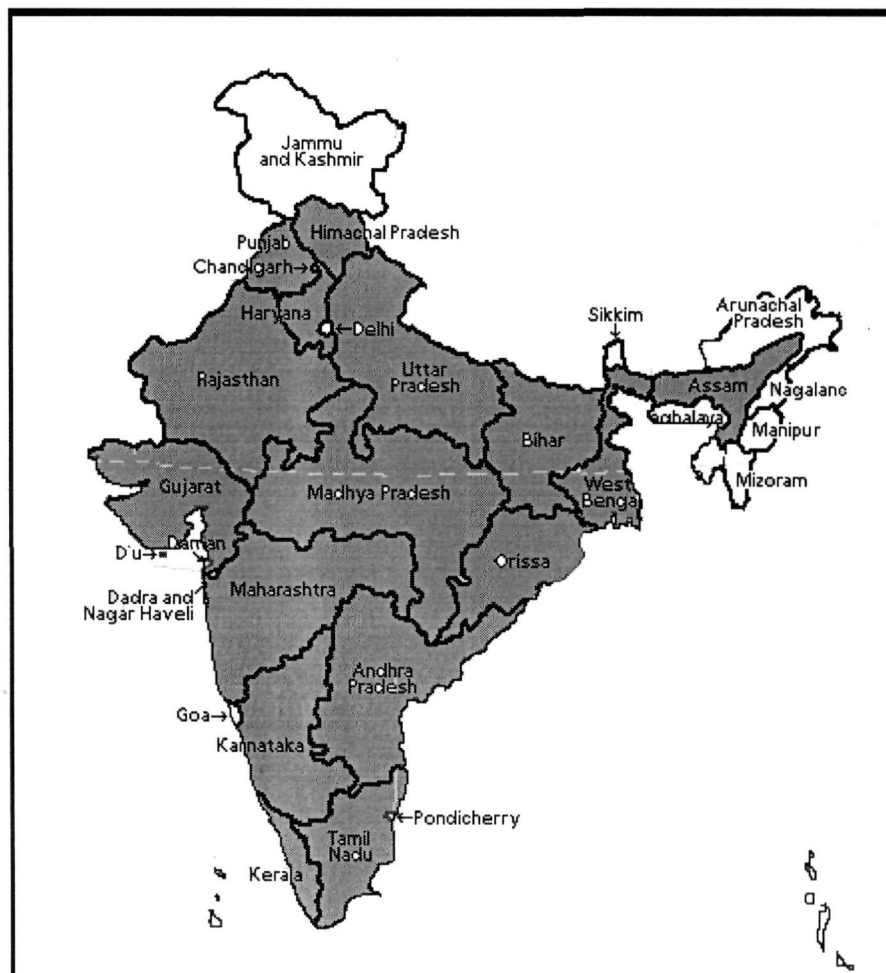 Jammu
and Kashmir
Himachal Pradesh
Punjab
Chandigarh→
Haryana
←Delhi
Sikkim
Arunachal
Pradesh
Rajasthan
Uttar
Pradesh
Assam
Nagalanc
aghalaya
Bihar
Manipur
Gujarat
Madhya Pradesh
West
Benga
Mizoram
Daman
D'u→
Orissa
Dadra and
Nagar Haveli
Maharashtra
Andhra
Pradesh
Goa→
Karnataka
←Pondicherry
Tamil
Nadu
Kerala